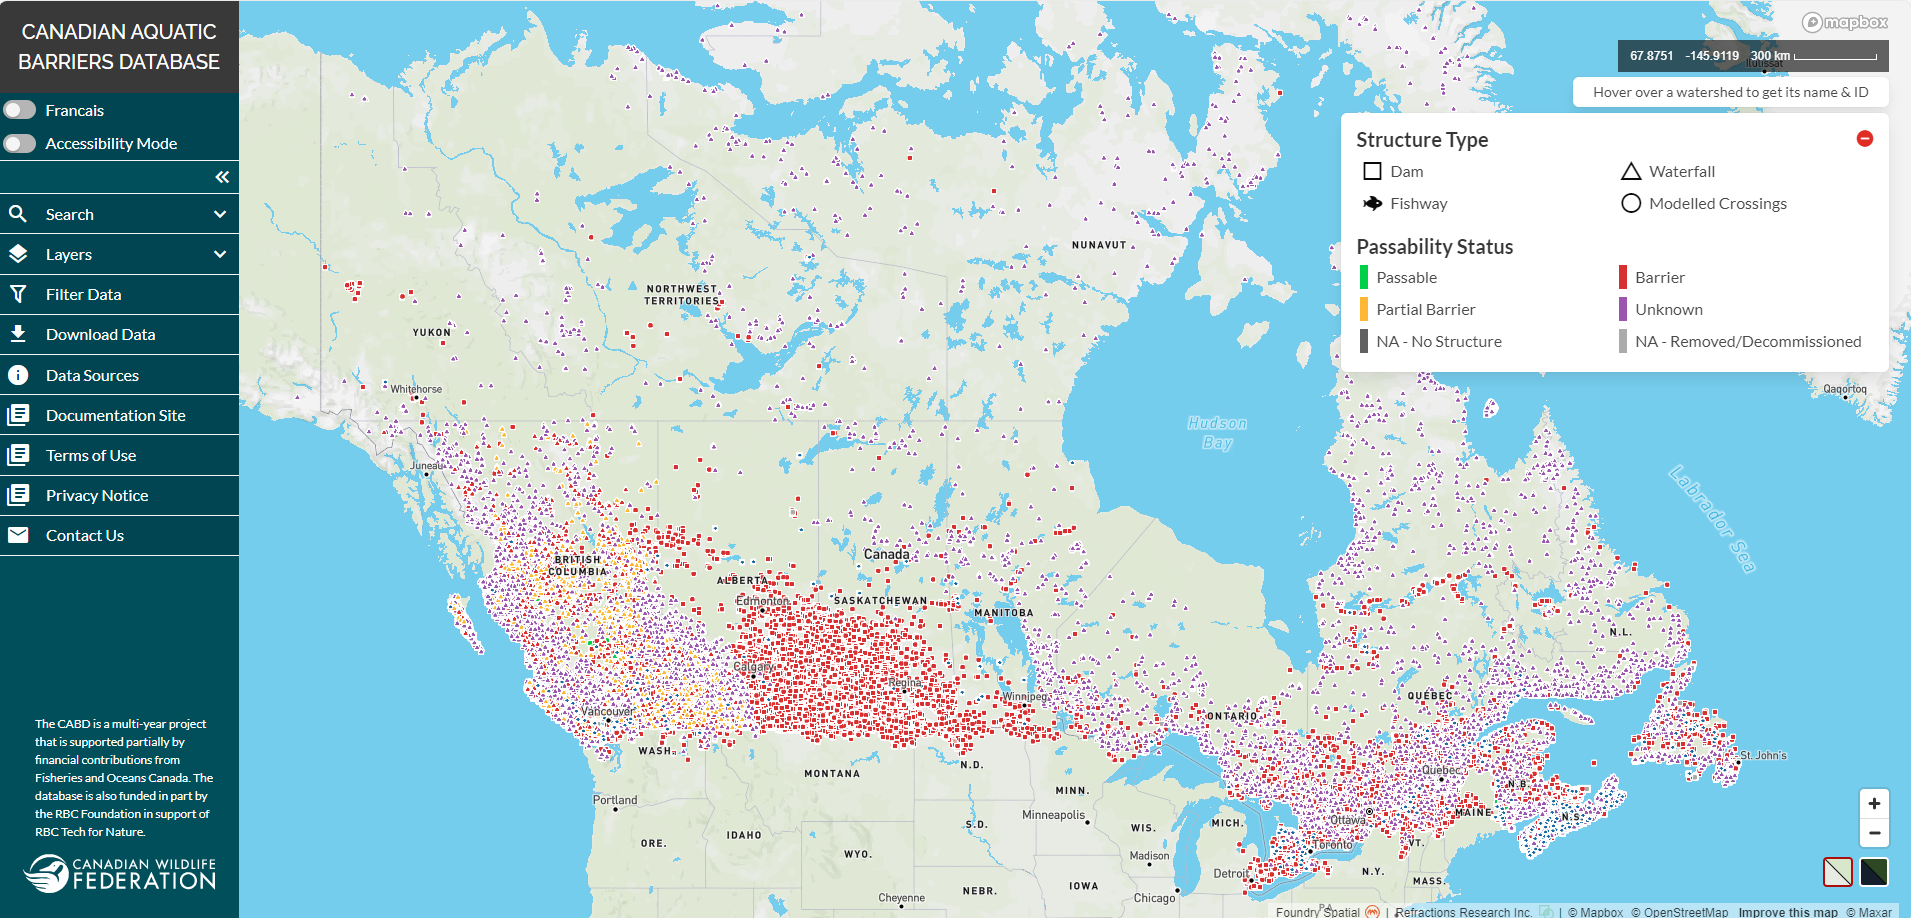 CANADIAN AQUATIC
BARRIERS DATABASE
Francais
Accessibility Mode
Search
Layers
Filter Data
Download Data
Data Sources
Documentation Site
Terms of Use
Privacy Notice
Contact Us
The CABD is a multi-year project
that is supported partially by
financial contributions from
Fisheries and Oceans Canada. The
database is also funded in part by
the RBC Foundation in support of
RBC Tech for Nature.
CANADIAN WILDLIFE
FEDERATION
mapbox
67.8751 -145.9119 300 km
Ilulissat
Hover over a watershed to get its name & ID
Structure Type
Dam
Waterfall
Fishway
Modelled Crossings
Passability Status
Passable
Barrier
Partial Barrier
Unknown
NA - No Structure
NA - Removed/Decommissioned
Qaqortoq
NUNAVUT
NORTHWEST
TERRITORIES
YUKON
Whitehorse
Juneau
Hudson
Bay
Labrador Sea
Canada
BRITISH
COLUMBIA
ALBERTA
Edmonton
SASKATCHEWAN
MANITOBA
N.L.
Calgary
Regina
Winnipeg
QUÉBEC
Vancouver
ONTARIO
WASH.
St. John's
MONTANA
N.D.
Québec
N.B.
MINN.
Portland
Minneapolis
S.D.
WIS.
MICH.
Ottawa
MAINE
N.S.
ORE.
IDAHO
WYO.
Toronto
VT.
Madison
Detroit
N.Y.
MASS.
NEBR.
IOWA
Cheyenne
Chicago
PA.
Foundry Spatial | Refractions Research Inc. | © Mapbox © OpenStreetMap Improve this map © Maxar